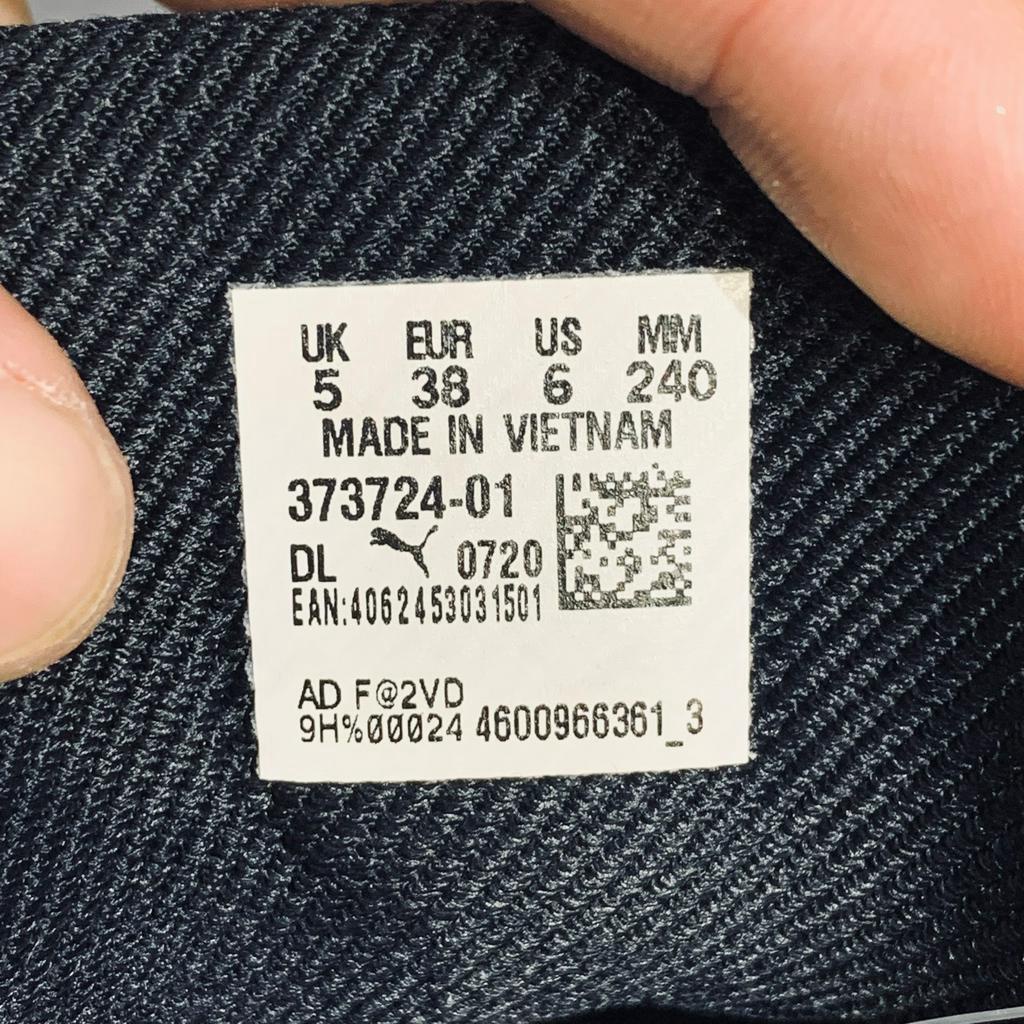 UK EUR US MM
5 38 6 240
MADE IN VIETNAM
373724-01
DL 0720
EAN:4062453031501
AD F@2VD
9H%00024 4600966361_3